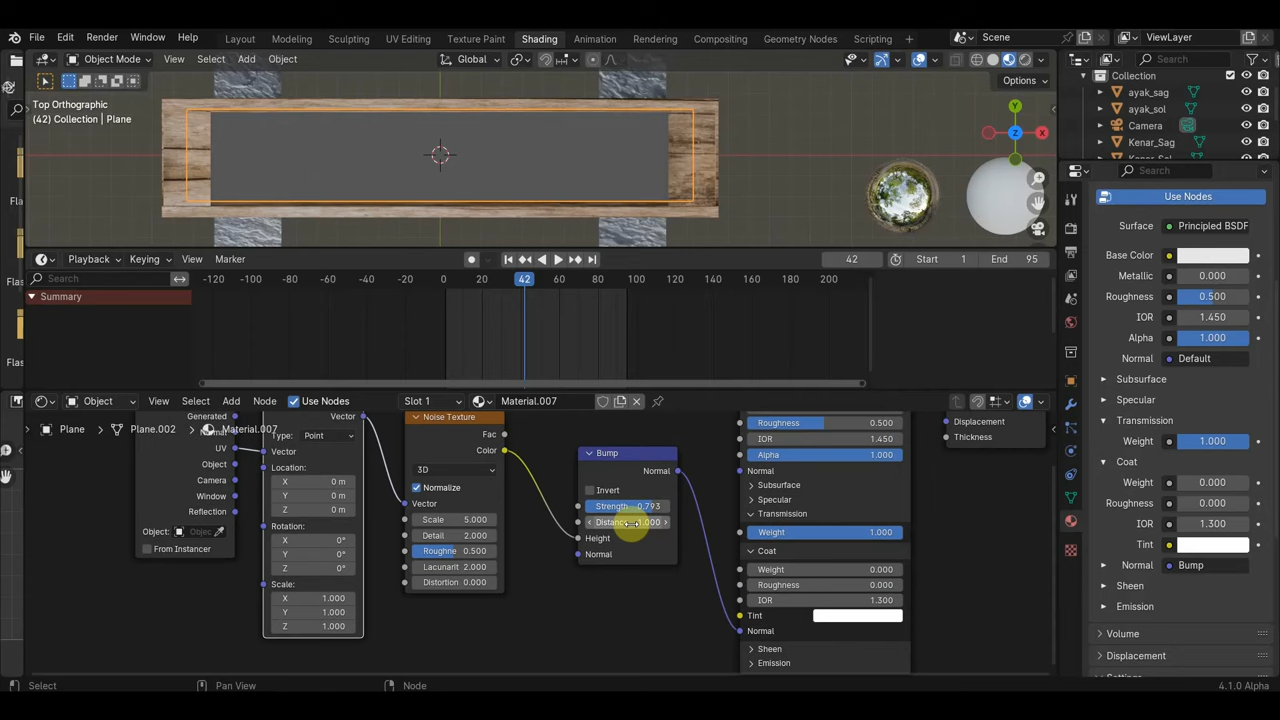 File Edit Render Window Help Layout Modeling Sculpting UV Editing Texture Paint Shading Animation Rendering Compositing Geometry Nodes Scripting Scene ViewLayer
Object Mode View Select Add Object Global Search
Options
Top Orthographic
(42) Collection | Plane
Collection
ayak_sag
ayak_sol
Camera
Kenar_Sag
Search
Use Nodes
Surface: Principled BSDF
Base Color
Metallic 0.000
Roughness 0.500
IOR 1.450
Alpha 1.000
Normal Default
Subsurface
Specular
Transmission
Weight 1.000
Coat
Weight 0.000
Roughness 0.000
IOR 1.300
Tint
Normal Bump
Sheen
Emission
Volume
Displacement
Playback Keying View Marker 42 Start 1 End 95
Search -120 -100 -80 -60 -40 -20 0 20 42 60 80 100 120 140 160 180 200
Summary
Object View Select Add Node Use Nodes Slot 1 Material.007
Plane Plane.002 Material.007
Generated
UV
Object
Camera
Window
Reflection
Object: Objec
From Instancer
Vector
Type: Point
Vector
Location:
X 0 m
Y 0 m
Z 0 m
Rotation:
X 0°
Y 0°
Z 0°
Scale:
X 1.000
Y 1.000
Z 1.000
Noise Texture
Fac
Color
3D
Normalize
Vector
Scale 5.000
Detail 2.000
Roughne 0.500
Lacunarit 2.000
Distortion 0.000
Bump
Normal
Invert
Strength 0.793
Height
Normal
Roughness 0.500
IOR 1.450
Alpha 1.000
Normal
Subsurface
Specular
Transmission
Weight 1.000
Coat
Weight 0.000
Roughness 0.000
IOR 1.300
Tint
Normal
Sheen
Emission
Displacement
Thickness
Select Pan View Node 4.1.0 Alpha